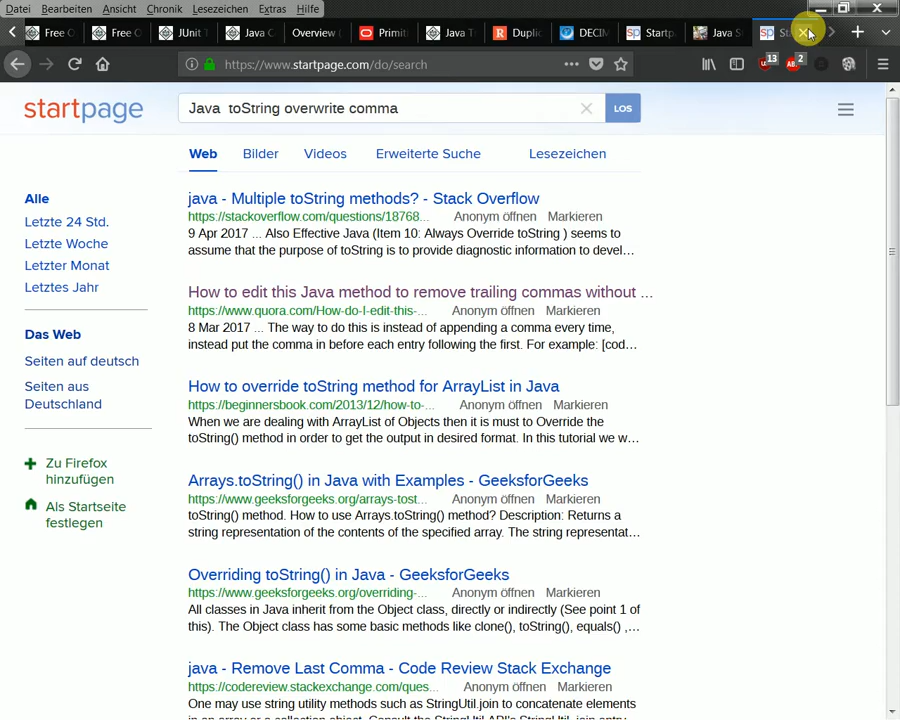 Datei Bearbeiten Ansicht Chronik Lesezeichen Extras Hilfe
Free O Free O JUnit T Java C Overview ( Primiti Java T Duplic DECIM Startp Java S St
https://www.startpage.com/do/search 13 2
startpage Java toString overwrite comma LOS
Web Bilder Videos Erweiterte Suche Lesezeichen
Alle
Letzte 24 Std.
Letzte Woche
Letzter Monat
Letztes Jahr
Das Web
Seiten auf deutsch
Seiten aus
Deutschland
Zu Firefox
hinzufügen
Als Startseite
festlegen
java - Multiple toString methods? - Stack Overflow
https://stackoverflow.com/questions/18768... Anonym öffnen Markieren
9 Apr 2017 ... Also Effective Java (Item 10: Always Override toString ) seems to
assume that the purpose of toString is to provide diagnostic information to devel…
How to edit this Java method to remove trailing commas without ...
https://www.quora.com/How-do-I-edit-this-... Anonym öffnen Markieren
8 Mar 2017 ... The way to do this is instead of appending a comma every time,
instead put the comma in before each entry following the first. For example: [cod…
How to override toString method for ArrayList in Java
https://beginnersbook.com/2013/12/how-to-... Anonym öffnen Markieren
When we are dealing with ArrayList of Objects then it is must to Override the
toString() method in order to get the output in desired format. In this tutorial we w…
Arrays.toString() in Java with Examples - GeeksforGeeks
https://www.geeksforgeeks.org/arrays-tost... Anonym öffnen Markieren
toString() method. How to use Arrays.toString() method? Description: Returns a
string representation of the contents of the specified array. The string representat…
Overriding toString() in Java - GeeksforGeeks
https://www.geeksforgeeks.org/overriding-... Anonym öffnen Markieren
All classes in Java inherit from the Object class, directly or indirectly (See point 1 of
this). The Object class has some basic methods like clone(), toString(), equals() ,…
java - Remove Last Comma - Code Review Stack Exchange
https://codereview.stackexchange.com/ques... Anonym öffnen Markieren
One may use string utility methods such as StringUtil.join to concatenate elements